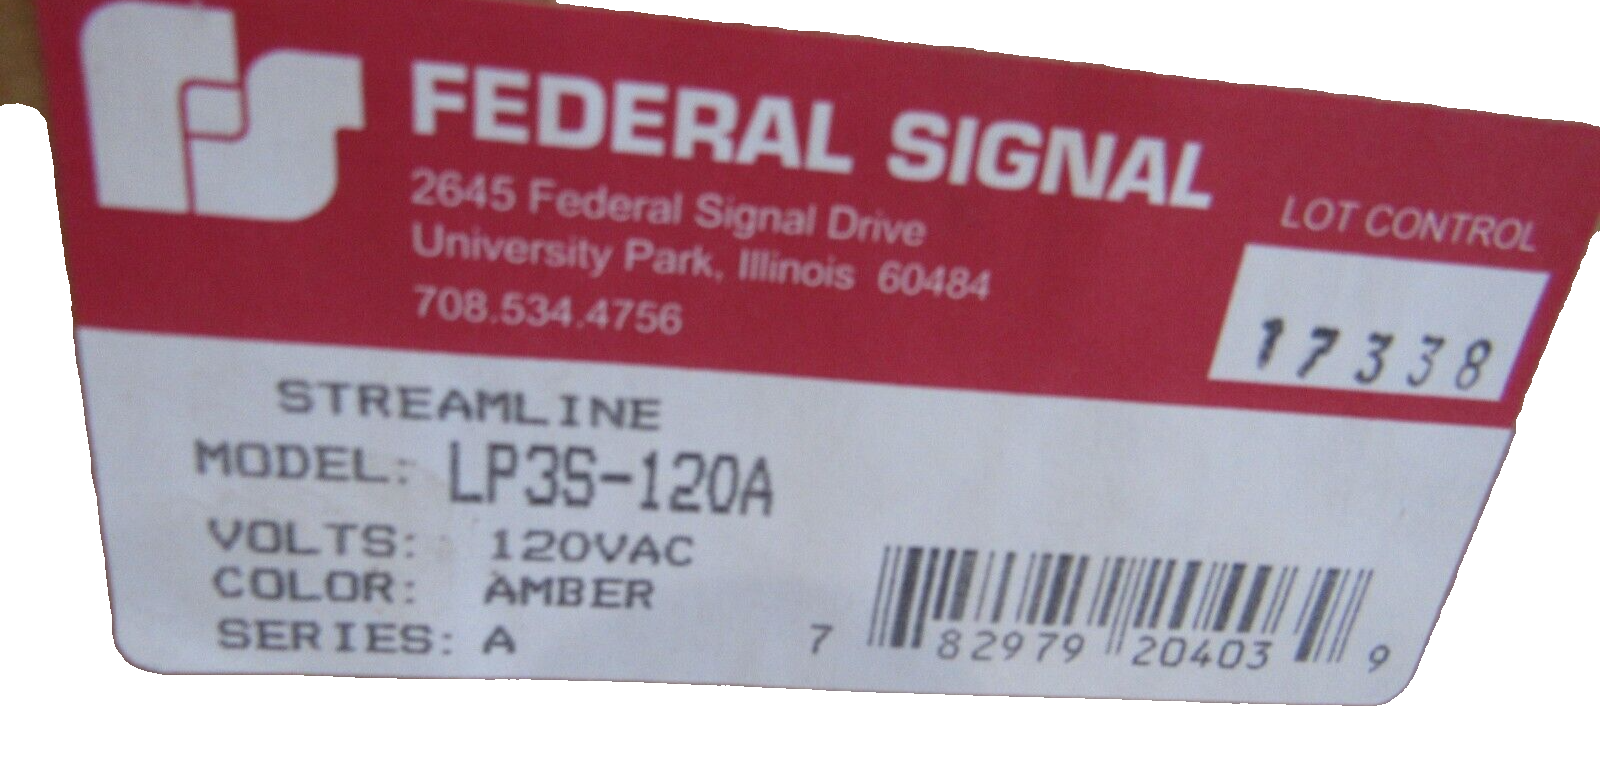 FEDERAL SIGNAL
2645 Federal Signal Drive
University Park, Illinois 60484
708.534.4756
LOT CONTROL
17338
STREAMLINE
MODEL: LP3S-120A
VOLTS: 120VAC
COLOR: AMBER
SERIES: A
7 82979 20403 9